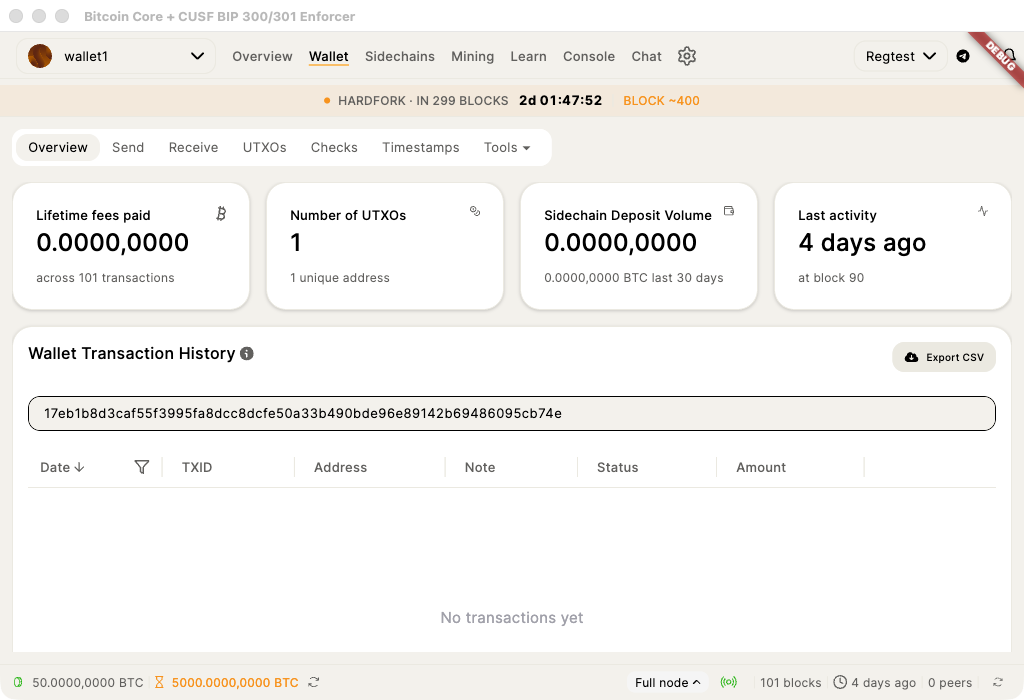 Bitcoin Core + CUSF BIP 300/301 Enforcer
wallet1 Overview Wallet Sidechains Mining Learn Console Chat Regtest DEBUG
HARDFORK · IN 299 BLOCKS 2d 01:47:52 BLOCK ~400
Overview Send Receive UTXOs Checks Timestamps Tools
Lifetime fees paid
0.0000,0000
across 101 transactions
Number of UTXOs
1
1 unique address
Sidechain Deposit Volume
0.0000,0000
0.0000,0000 BTC last 30 days
Last activity
4 days ago
at block 90
Wallet Transaction History
Export CSV
17eb1b8d3caf55f3995fa8dcc8dcfe50a33b490bde96e89142b69486095cb74e
Date TXID Address Note Status Amount
No transactions yet
50.0000,0000 BTC 5000.0000,0000 BTC Full node 101 blocks 4 days ago 0 peers